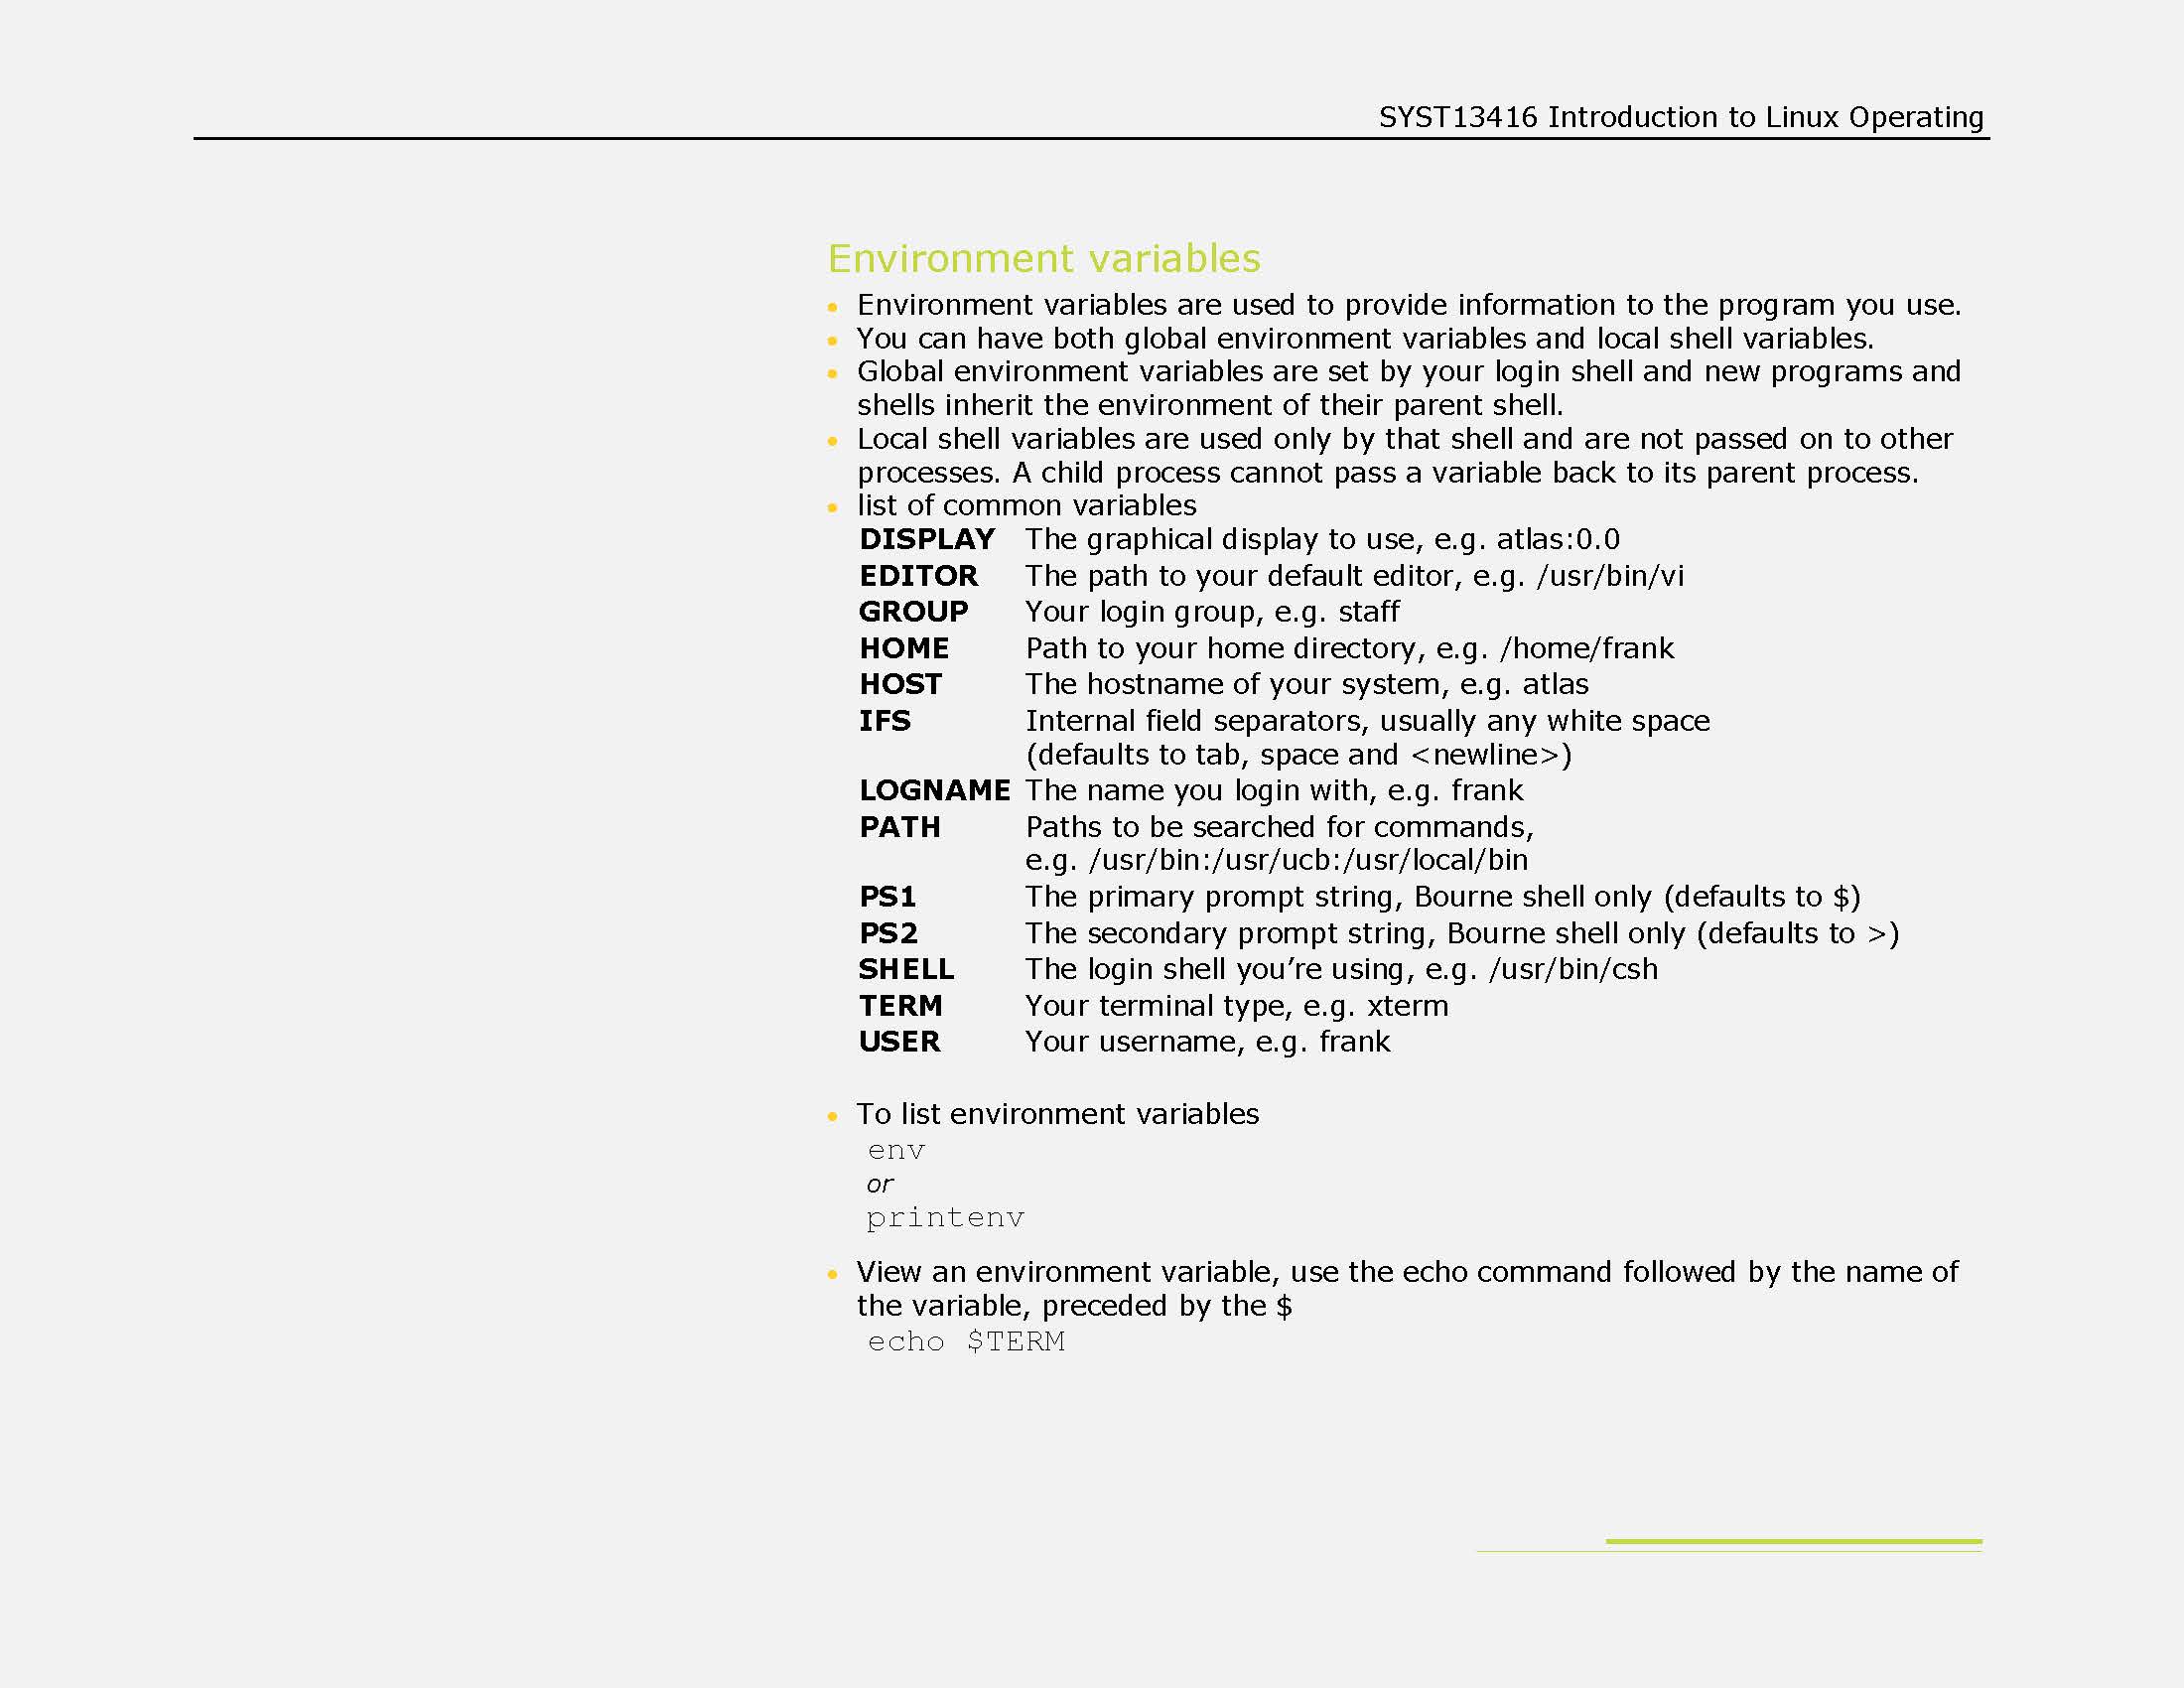 SYST13416 Introduction to Linux Operating
Environment variables
• Environment variables are used to provide information to the program you use.
• You can have both global environment variables and local shell variables.
• Global environment variables are set by your login shell and new programs and
shells inherit the environment of their parent shell.
• Local shell variables are used only by that shell and are not passed on to other
processes. A child process cannot pass a variable back to its parent process.
• list of common variables
DISPLAY The graphical display to use, e.g. atlas:0.0
EDITOR The path to your default editor, e.g. /usr/bin/vi
GROUP Your login group, e.g. staff
HOME Path to your home directory, e.g. /home/frank
HOST The hostname of your system, e.g. atlas
IFS Internal field separators, usually any white space
(defaults to tab, space and <newline>)
LOGNAME The name you login with, e.g. frank
PATH Paths to be searched for commands,
e.g. /usr/bin:/usr/ucb:/usr/local/bin
PS1 The primary prompt string, Bourne shell only (defaults to $)
PS2 The secondary prompt string, Bourne shell only (defaults to >)
SHELL The login shell you’re using, e.g. /usr/bin/csh
TERM Your terminal type, e.g. xterm
USER Your username, e.g. frank
• To list environment variables
env
or
printenv
• View an environment variable, use the echo command followed by the name of
the variable, preceded by the $
echo $TERM